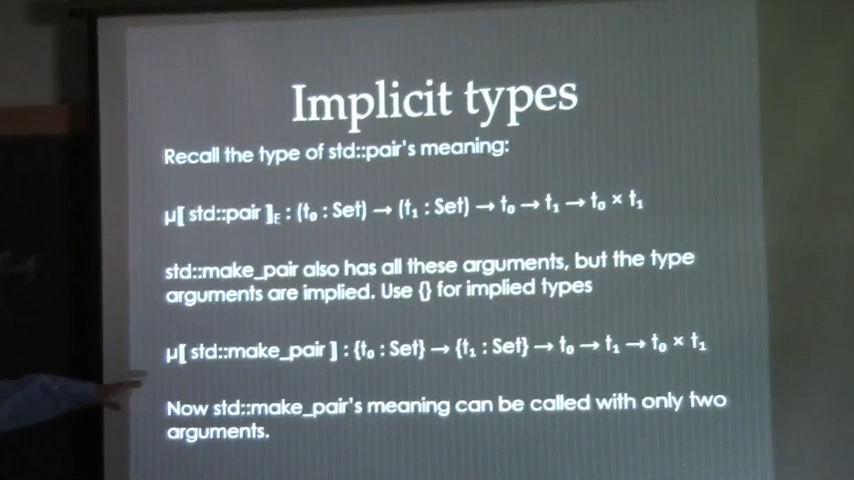 Implicit types
Recall the type of std::pair's meaning:
μ⟦ std::pair ⟧E : (t₀ : Set) → (t₁ : Set) → t₀ → t₁ → t₀ × t₁
std::make_pair also has all these arguments, but the type
arguments are implied. Use {} for implied types
μ⟦ std::make_pair ⟧ : {t₀ : Set} → {t₁ : Set} → t₀ → t₁ → t₀ × t₁
Now std::make_pair's meaning can be called with only two
arguments.